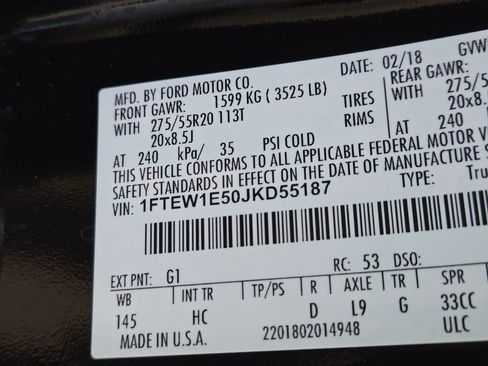 MFD. BY FORD MOTOR CO. DATE: 02/18 GVW
FRONT GAWR: 1599 KG ( 3525 LB) REAR GAWR:
WITH 275/55R20 113T TIRES 275/5
20x8.5J RIMS 20x8.
AT 240 kPa/ 35 PSI COLD AT 240
THIS VEHICLE CONFORMS TO ALL APPLICABLE FEDERAL MOTOR V
SAFETY STANDARDS IN EFFECT ON THE DATE OF MANUFACTURE
VIN: 1FTEW1E50JKD55187 TYPE: Tru
EXT PNT: G1 RC: 53 DSO:
WB INT TR TP/PS R AXLE TR SPR
145 HC D L9 G 33CC
MADE IN U.S.A. 2201802014948 ULC